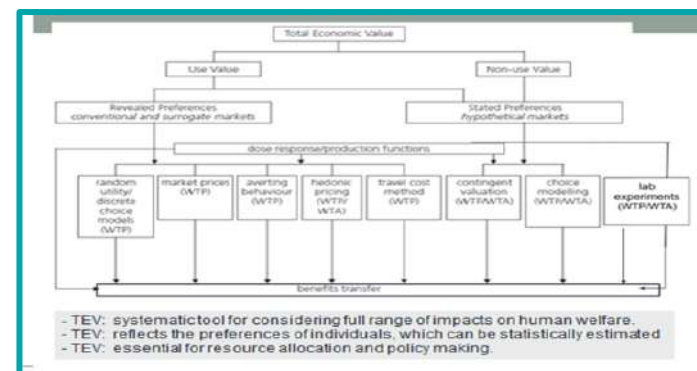 Total Economic Value
Use Value
Non-use Value
Revealed Preferences
conventional and surrogate markets
Stated Preferences
hypothetical markets
dose response/production functions
random
utility/
discrete
choice
models
(WTP)
market prices
(WTP)
averting
behaviour
(WTP)
hedonic
pricing
(WTP/
WTA)
travel cost
method
(WTP)
contingent
valuation
(WTP/WTA)
choice
modelling
(WTP/WTA)
lab
experiments
(WTP/WTA)
benefits transfer
- TEV: systematic tool for considering full range of impacts on human welfare.
- TEV: reflects the preferences of individuals, which can be statistically estimated
- TEV: essential for resource allocation and policy making.